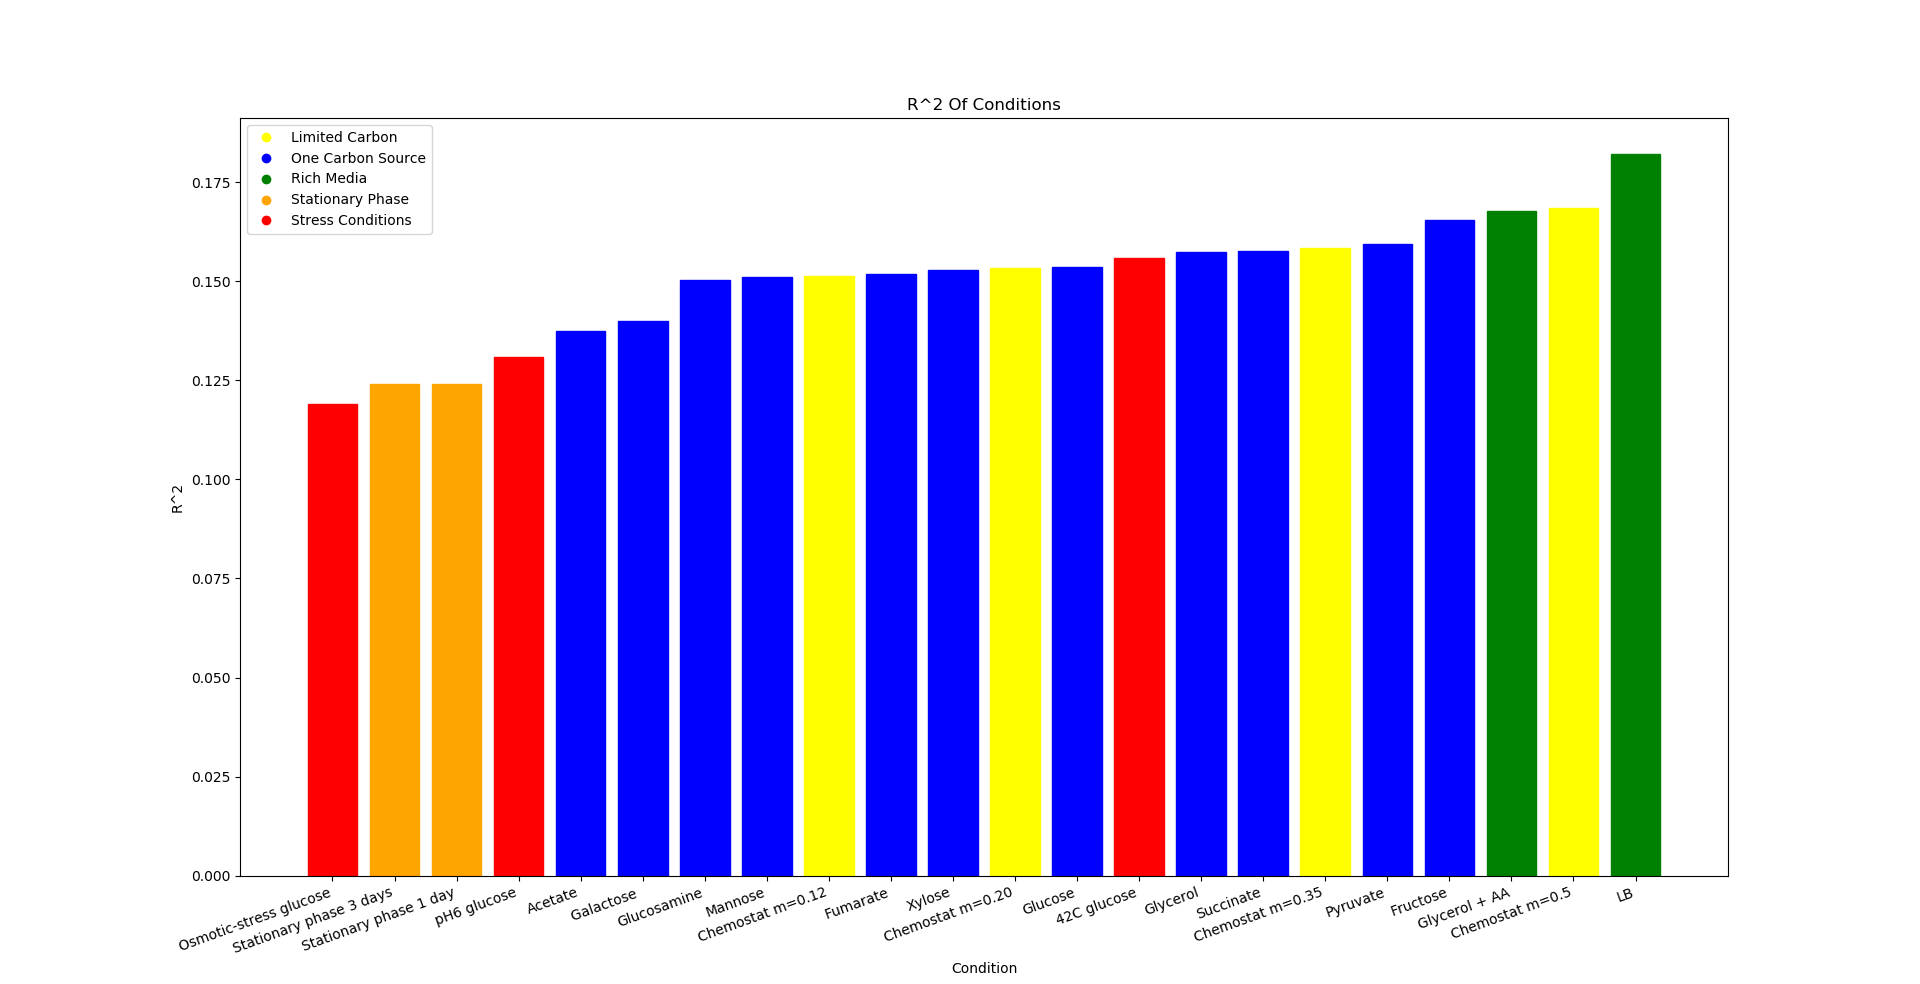 R^2 Of Conditions
Limited Carbon
One Carbon Source
Rich Media
Stationary Phase
Stress Conditions
R^2
0.175
0.150
0.125
0.100
0.075
0.050
0.025
0.000
Osmotic-stress glucose
Stationary phase 3 days
Stationary phase 1 day
pH6 glucose
Acetate
Galactose
Glucosamine
Mannose
Chemostat m=0.12
Fumarate
Xylose
Chemostat m=0.20
Glucose
42C glucose
Glycerol
Succinate
Chemostat m=0.35
Pyruvate
Fructose
Glycerol + AA
Chemostat m=0.5
LB
Condition